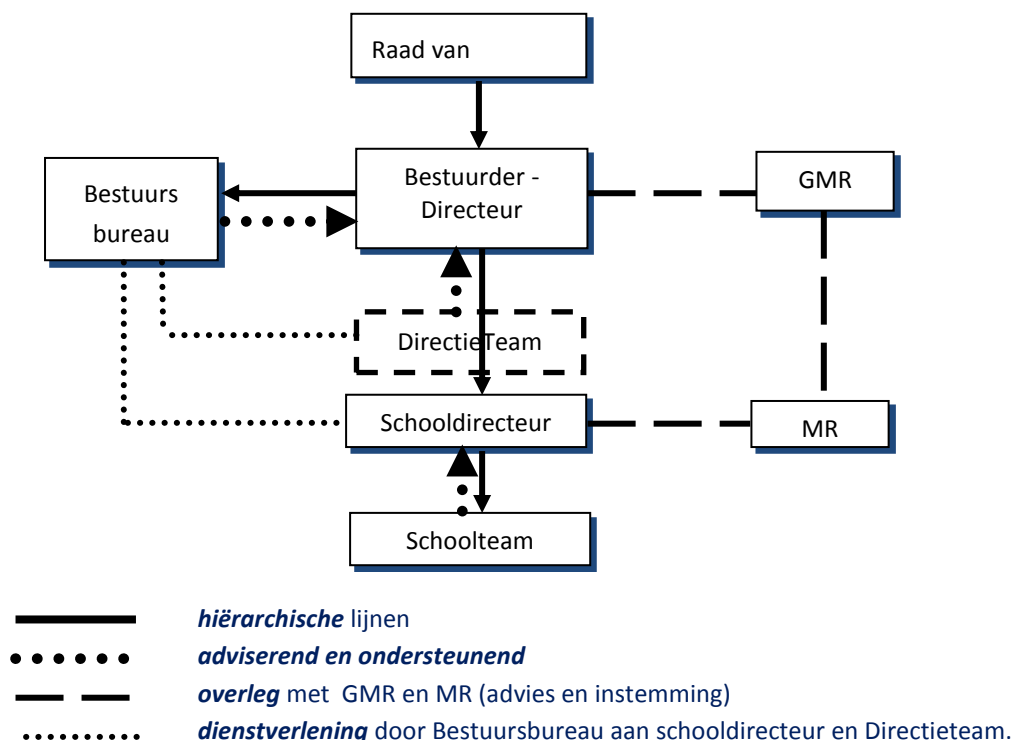 Raad van
Bestuurder -
Directeur
Bestuurs
bureau
GMR
DirectieTeam
Schooldirecteur
MR
Schoolteam
hiërarchische lijnen
adviserend en ondersteunend
overleg met GMR en MR (advies en instemming)
dienstverlening door Bestuursbureau aan schooldirecteur en Directieteam.